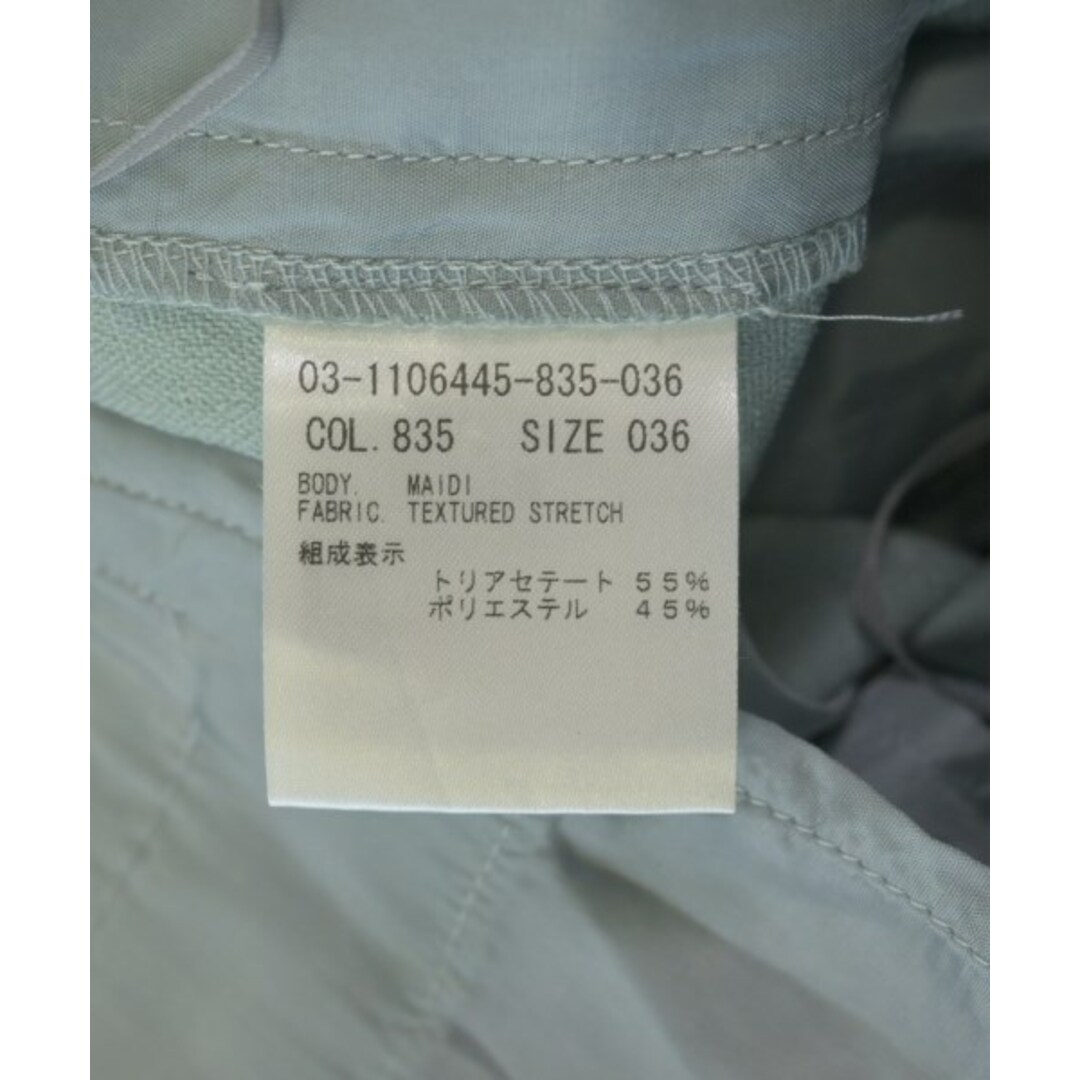 03-1106445-835-036
COL. 835 SIZE 036
BODY. MAIDI
FABRIC. TEXTURED STRETCH
組成表示
トリアセテート 55%
ポリエステル 45%